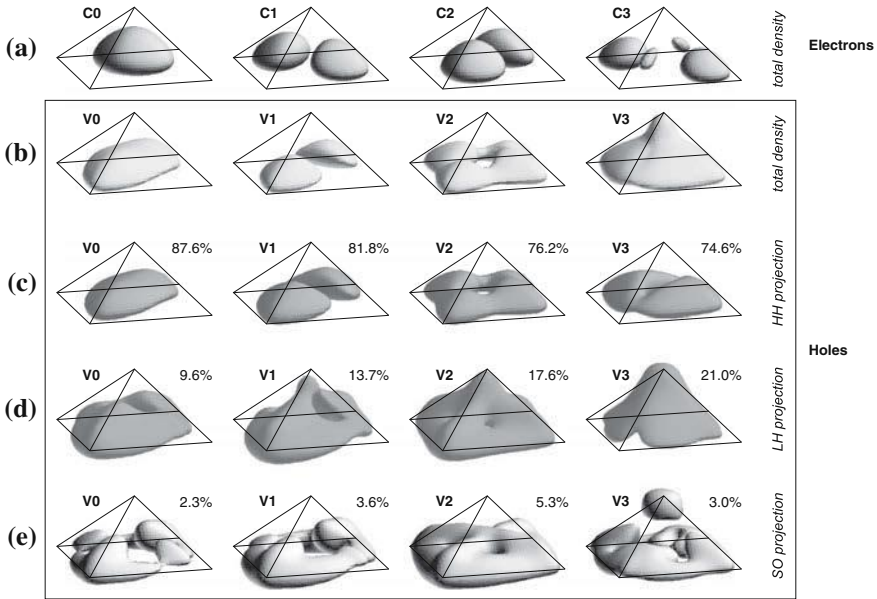 C0 C1 C2 C3
(a) total density Electrons
V0 V1 V2 V3
(b) total density
V0 87.6% V1 81.8% V2 76.2% V3 74.6%
(c) HH projection
Holes
V0 9.6% V1 13.7% V2 17.6% V3 21.0%
(d) LH projection
V0 2.3% V1 3.6% V2 5.3% V3 3.0%
(e) SO projection